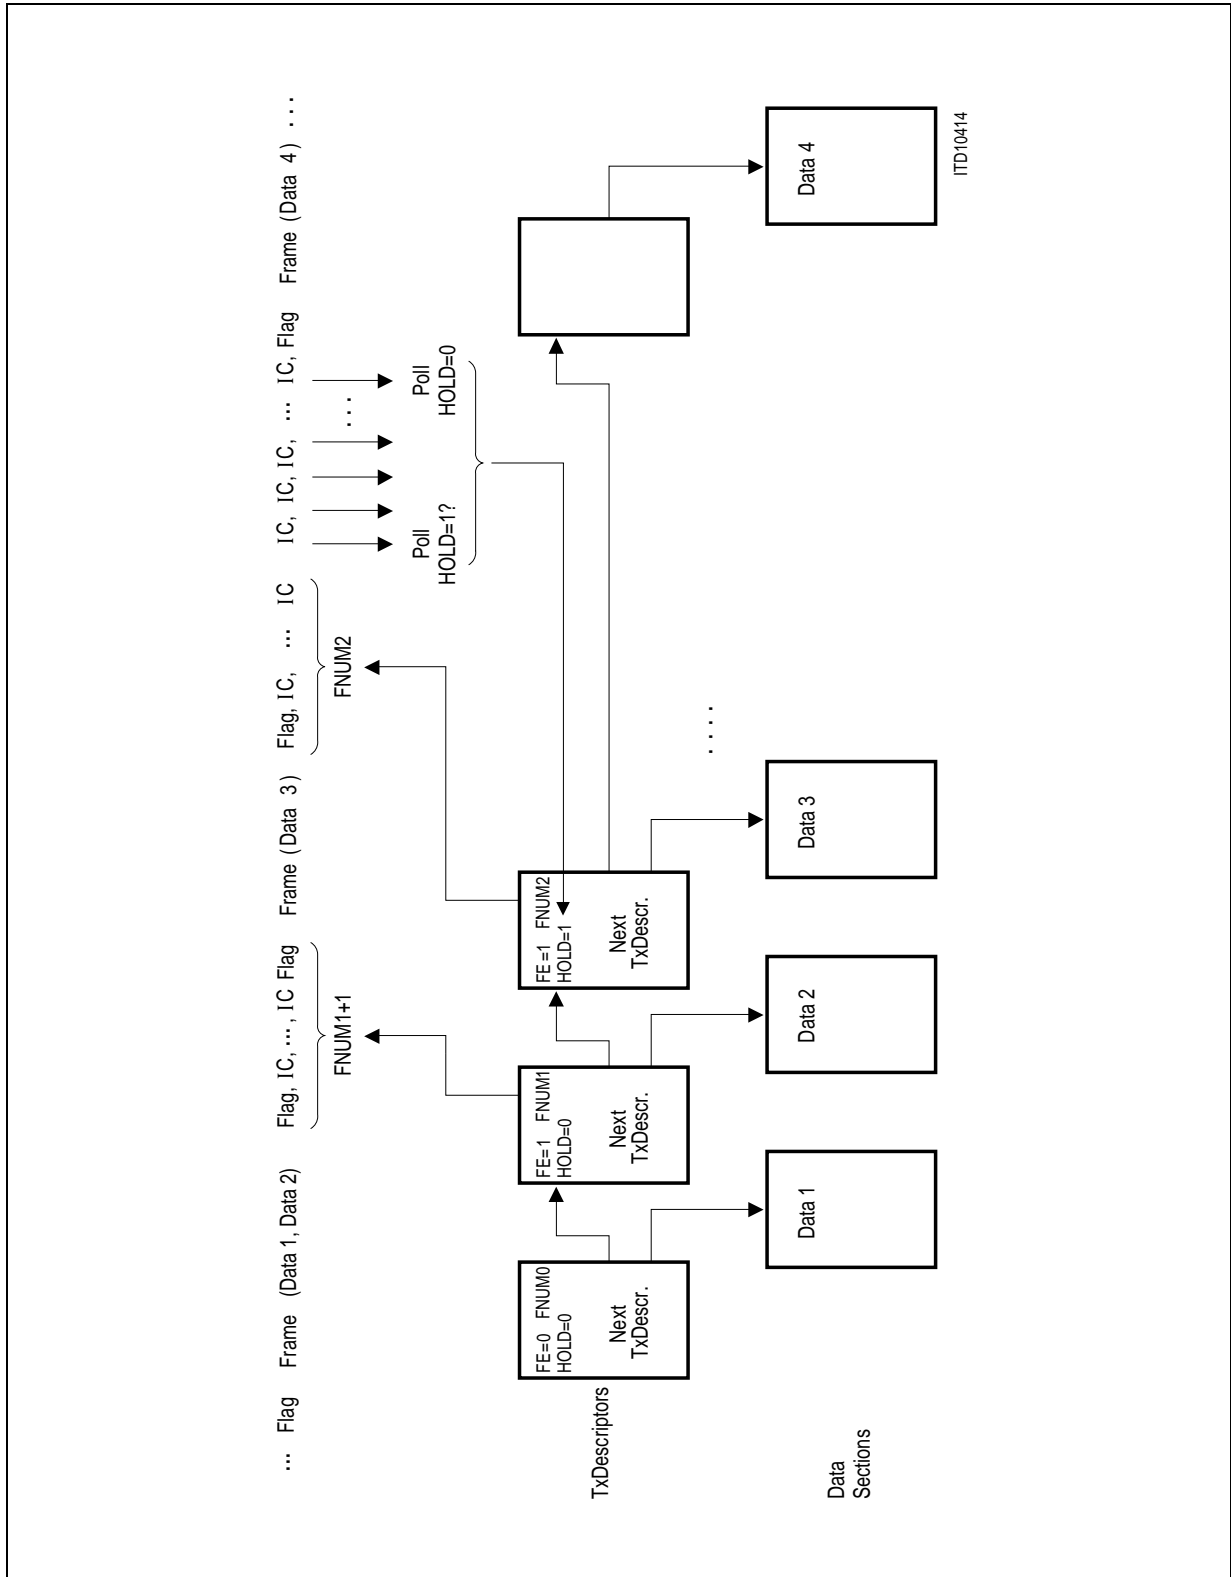 ... Flag Frame (Data 1, Data 2) Flag, IC, ..., IC Flag Frame (Data 3) Flag, IC, ... IC IC, IC, IC, IC, ... IC, Flag Frame (Data 4) ...
FNUM1+1
FNUM2
Poll
HOLD=1?
. . . .
Poll
HOLD=0
TxDescriptors
FE=0 FNUM0
HOLD=0
Next
TxDescr.
FE=1 FNUM1
HOLD=0
Next
TxDescr.
FE=1 FNUM2
HOLD=1
Next
TxDescr.
. . . .
Data
Sections
Data 1
Data 2
Data 3
Data 4
ITD10414